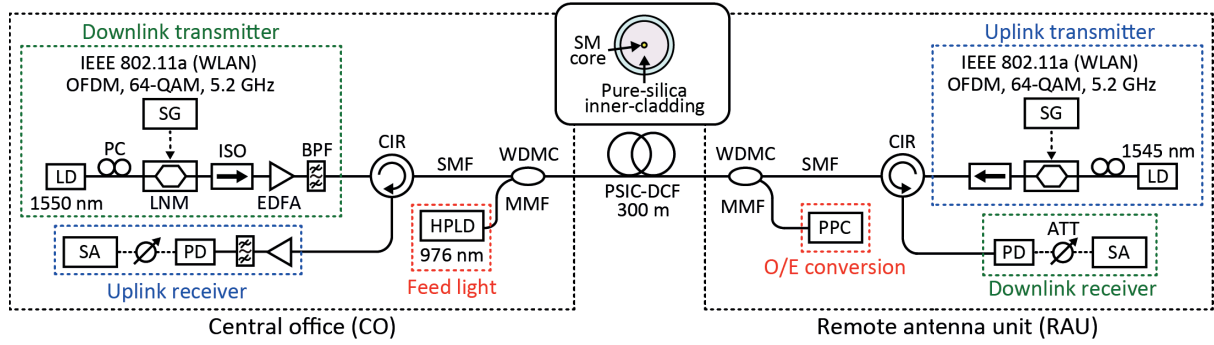 Downlink transmitter
IEEE 802.11a (WLAN)
OFDM, 64-QAM, 5.2 GHz
SG
PC
ISO
BPF
LD
1550 nm
LNM
EDFA
CIR
SMF
WDMC
MMF
HPLD
976 nm
Feed light
SA
PD
Uplink receiver
Central office (CO)
SM
core
Pure-silica
inner-cladding
PSIC-DCF
300 m
Uplink transmitter
IEEE 802.11a (WLAN)
OFDM, 64-QAM, 5.2 GHz
SG
1545 nm
LD
CIR
SMF
WDMC
MMF
PPC
O/E conversion
PD
ATT
SA
Downlink receiver
Remote antenna unit (RAU)